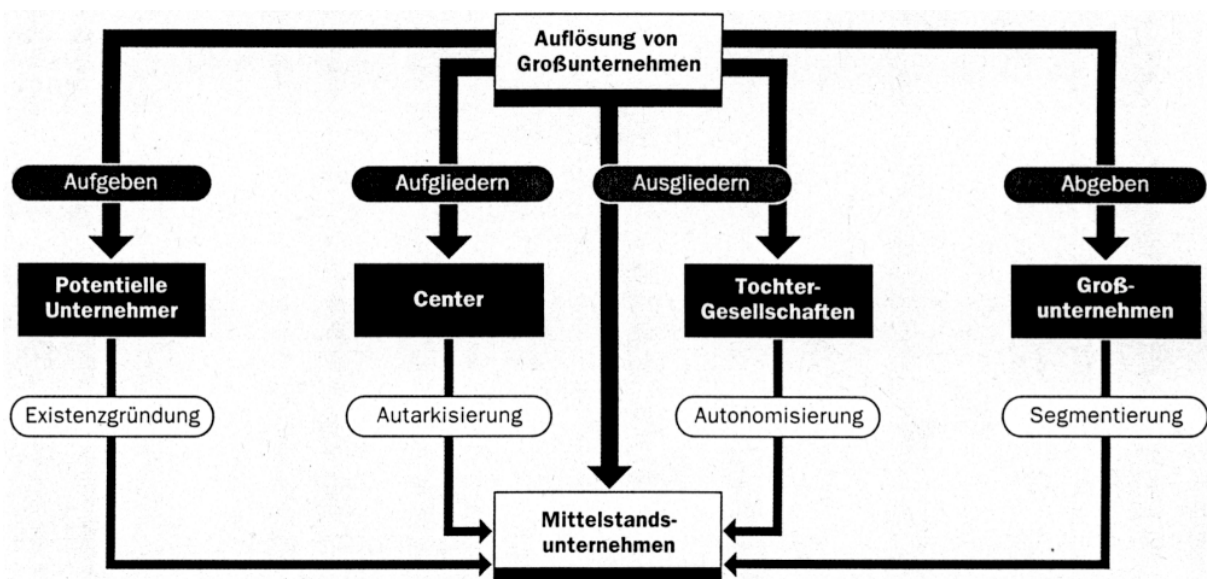 Auflösung von
Großunternehmen
Aufgeben
Aufgliedern
Ausgliedern
Abgeben
Potentielle
Unternehmer
Center
Tochter-
Gesellschaften
Groß-
unternehmen
Existenzgründung
Autarkisierung
Autonomisierung
Segmentierung
Mittelstands-
unternehmen